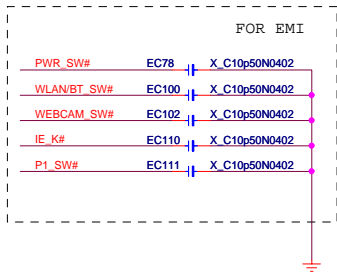 FOR EMI
PWR_SW# EC78 X_C10p50N0402
WLAN/BT_SW# EC100 X_C10p50N0402
WEBCAM_SW# EC102 X_C10p50N0402
IE_K# EC110 X_C10p50N0402
P1_SW# EC111 X_C10p50N0402